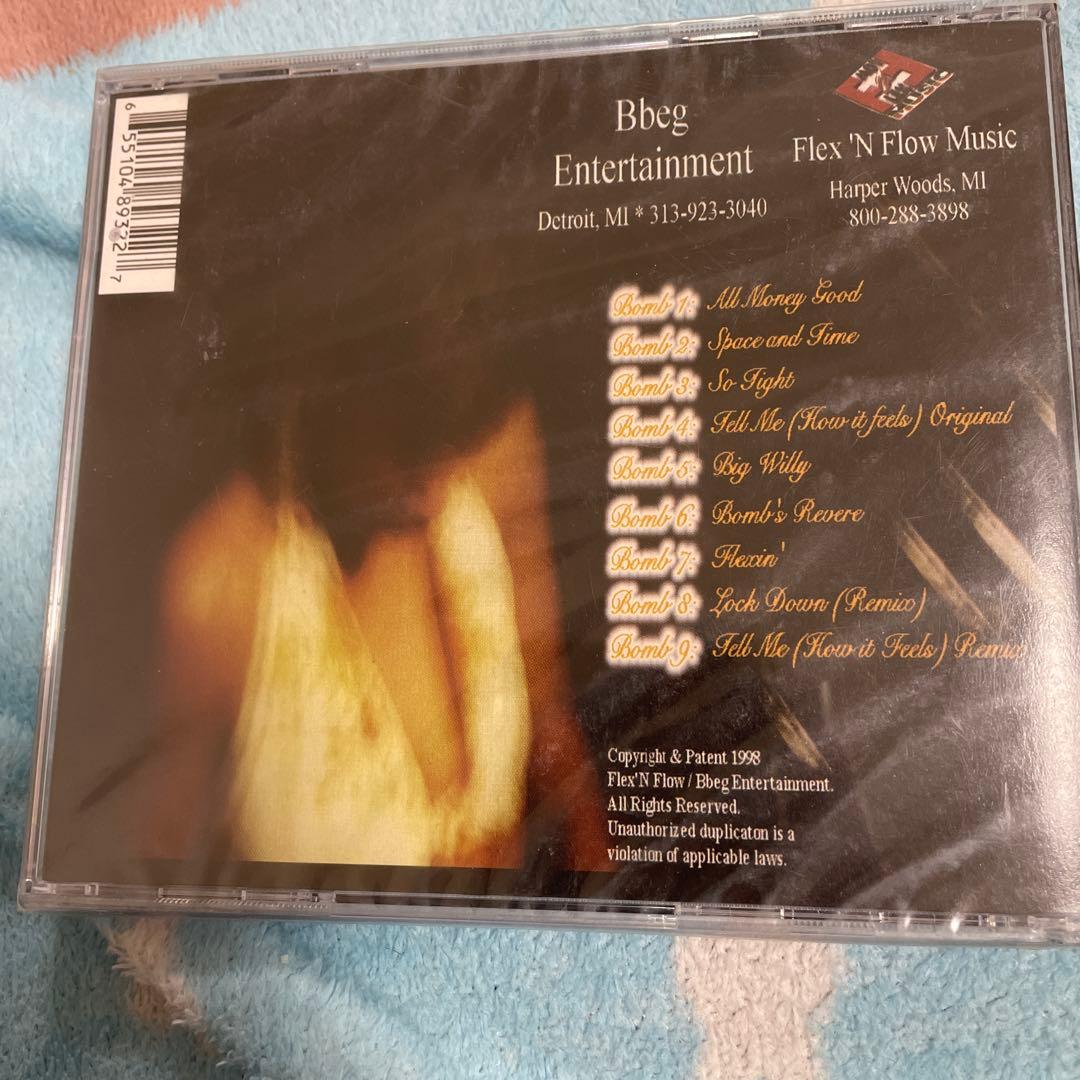 6 55104 89322 7
Bbeg
Entertainment
Detroit, MI * 313-923-3040
Flex 'N Flow Music
Harper Woods, MI
800-288-3898
Bomb 1: All Money Good
Bomb 2: Space and Time
Bomb 3: So Tight
Bomb 4: Tell Me (How it feels) Original
Bomb 5: Big Willy
Bomb 6: Bomb's Revere
Bomb 7: Flexin'
Bomb 8: Lock Down (Remix)
Bomb 9: Tell Me (How it Feels) Remix
Copyright & Patent 1998
Flex'N Flow / Bbeg Entertainment.
All Rights Reserved.
Unauthorized duplicaton is a
violation of applicable laws.